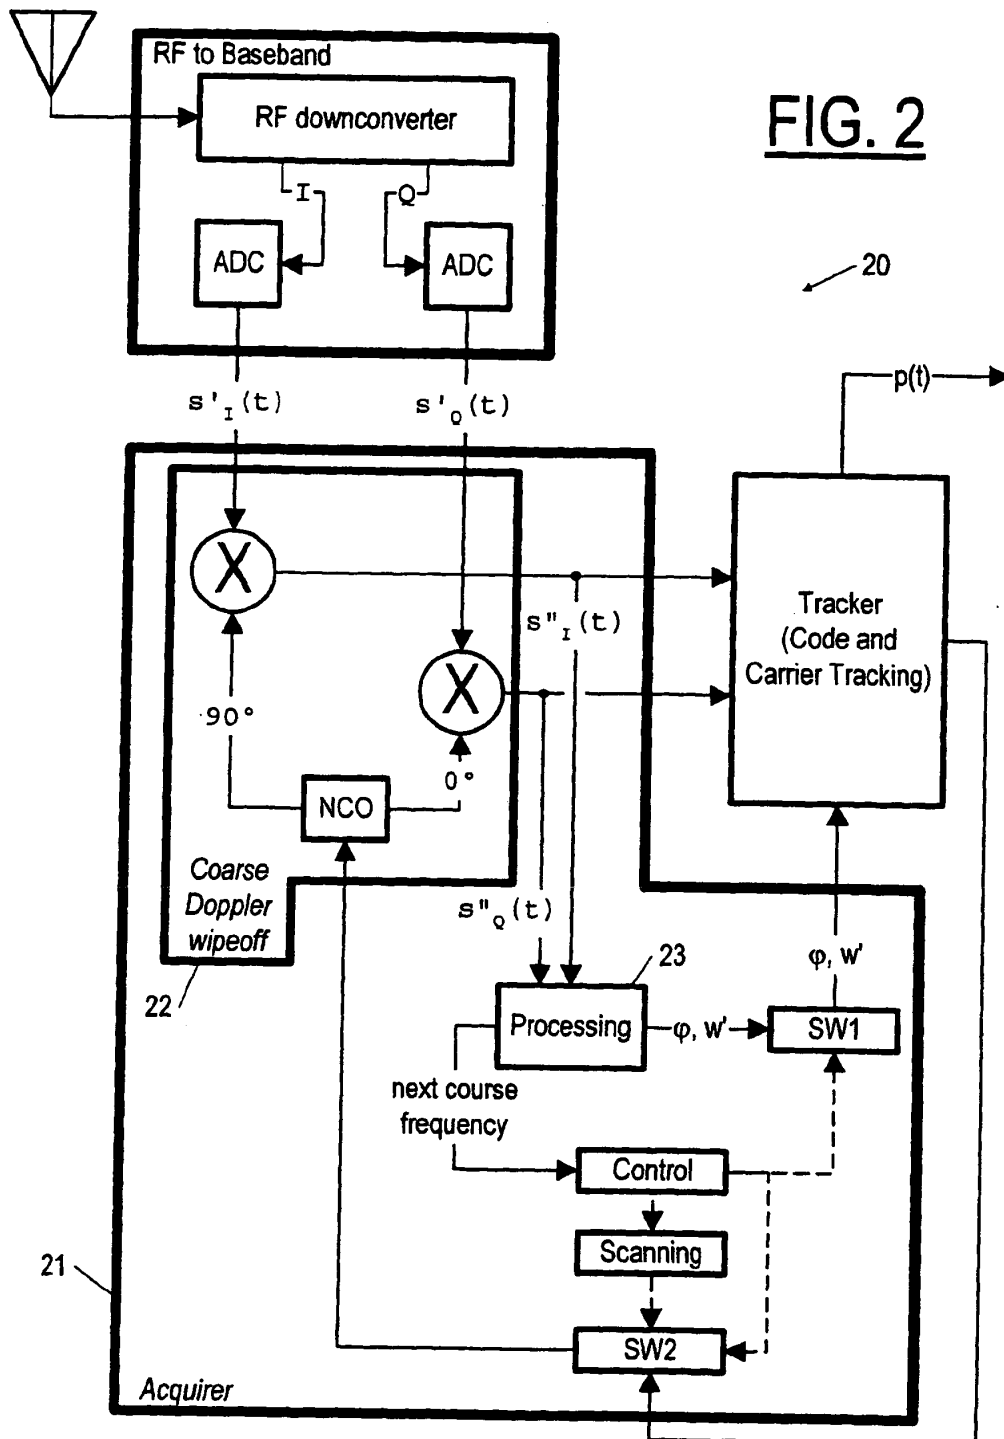 RF to Baseband
RF downconverter
FIG. 2
I
Q
ADC
ADC
20
p(t)
s'I(t)
s'Q(t)
X
Tracker
(Code and
Carrier Tracking)
s"I(t)
X
90°
0°
NCO
Coarse
Doppler
wipeoff
s"Q(t)
φ, w'
22
23
Processing
φ, w'
SW1
next course
frequency
Control
Scanning
21
SW2
Acquirer